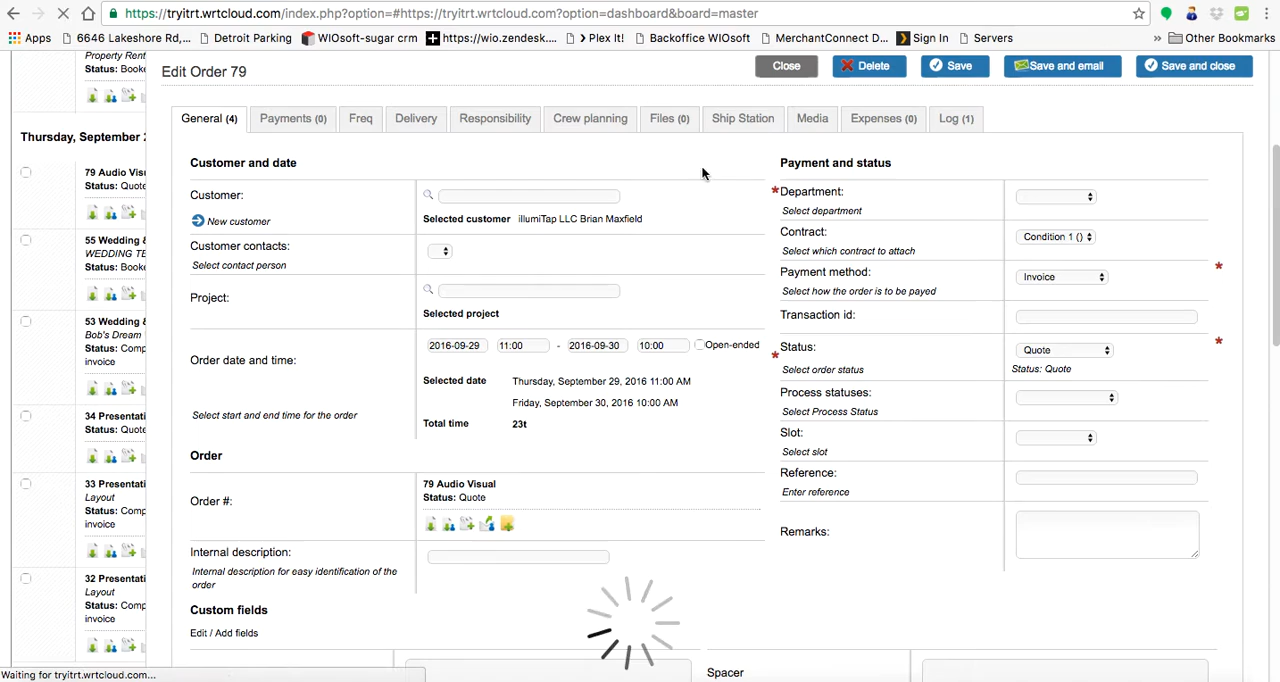 https://tryitrt.wrtcloud.com/index.php?option=#https://tryitrt.wrtcloud.com?option=dashboard&board=master
Apps 6646 Lakeshore Rd,... Detroit Parking WIOsoft-sugar crm https://wio.zendesk.... > Plex It! Backoffice WIOsoft MerchantConnect D... Sign In Servers » Other Bookmarks
Property Rent
Status: Booke
Thursday, September 2
79 Audio Visu
Status: Quote
55 Wedding &
WEDDING TE
Status: Booke
53 Wedding &
Bob's Dream
Status: Comp
invoice
34 Presentati
Status: Quote
33 Presentati
Layout
Status: Comp
invoice
32 Presentati
Layout
Status: Comp
invoice
Edit Order 79
Close Delete Save Save and email Save and close
General (4) Payments (0) Freq Delivery Responsibility Crew planning Files (0) Ship Station Media Expenses (0) Log (1)
Customer and date
Customer:
New customer
Selected customer illumiTap LLC Brian Maxfield
Customer contacts:
Select contact person
Project:
Selected project
Order date and time:
2016-09-29 11:00 - 2016-09-30 10:00 Open-ended
Selected date Thursday, September 29, 2016 11:00 AM
Friday, September 30, 2016 10:00 AM
Select start and end time for the order
Total time 23t
Order
Order #:
79 Audio Visual
Status: Quote
Internal description:
Internal description for easy identification of the
order
Custom fields
Edit / Add fields
Payment and status
*Department:
Select department
Contract: Condition 1 ()
Select which contract to attach
Payment method: Invoice *
Select how the order is to be payed
Transaction id:
* Status: Quote *
Select order status Status: Quote
Process statuses:
Select Process Status
Slot:
Select slot
Reference:
Enter reference
Remarks:
Spacer
Waiting for tryitrt.wrtcloud.com...